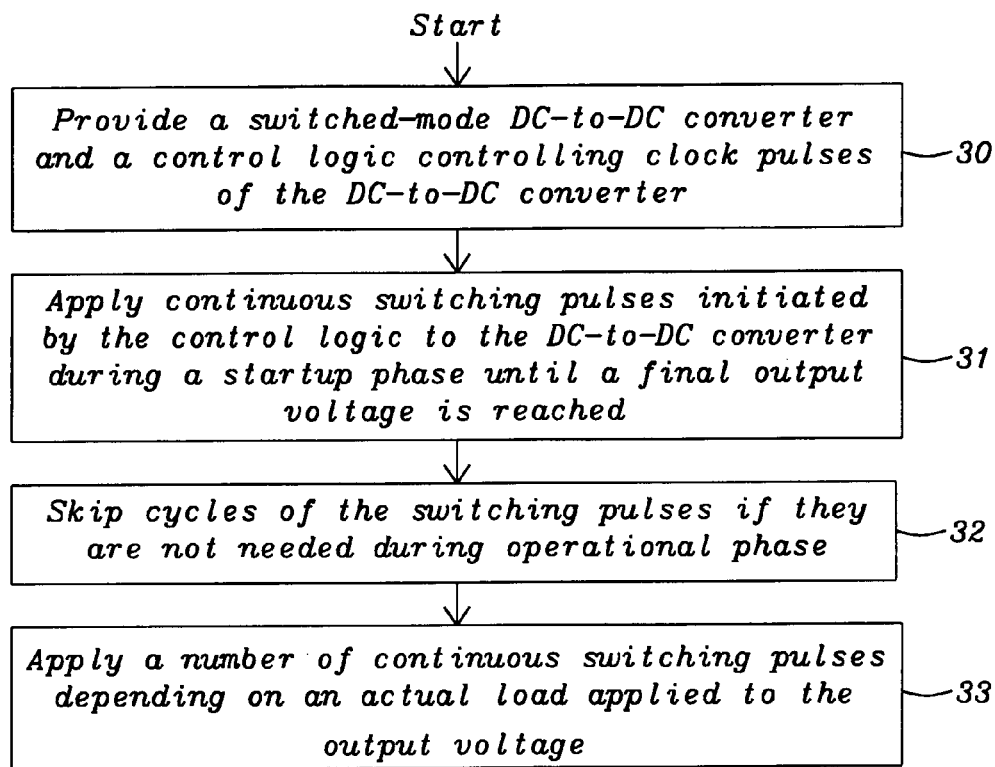 Start
Provide a switched-mode DC-to-DC converter
and a control logic controlling clock pulses
of the DC-to-DC converter
30
Apply continuous switching pulses initiated
by the control logic to the DC-to-DC converter
during a startup phase until a final output
voltage is reached
31
Skip cycles of the switching pulses if they
are not needed during operational phase
32
Apply a number of continuous switching pulses
depending on an actual load applied to the
output voltage
33